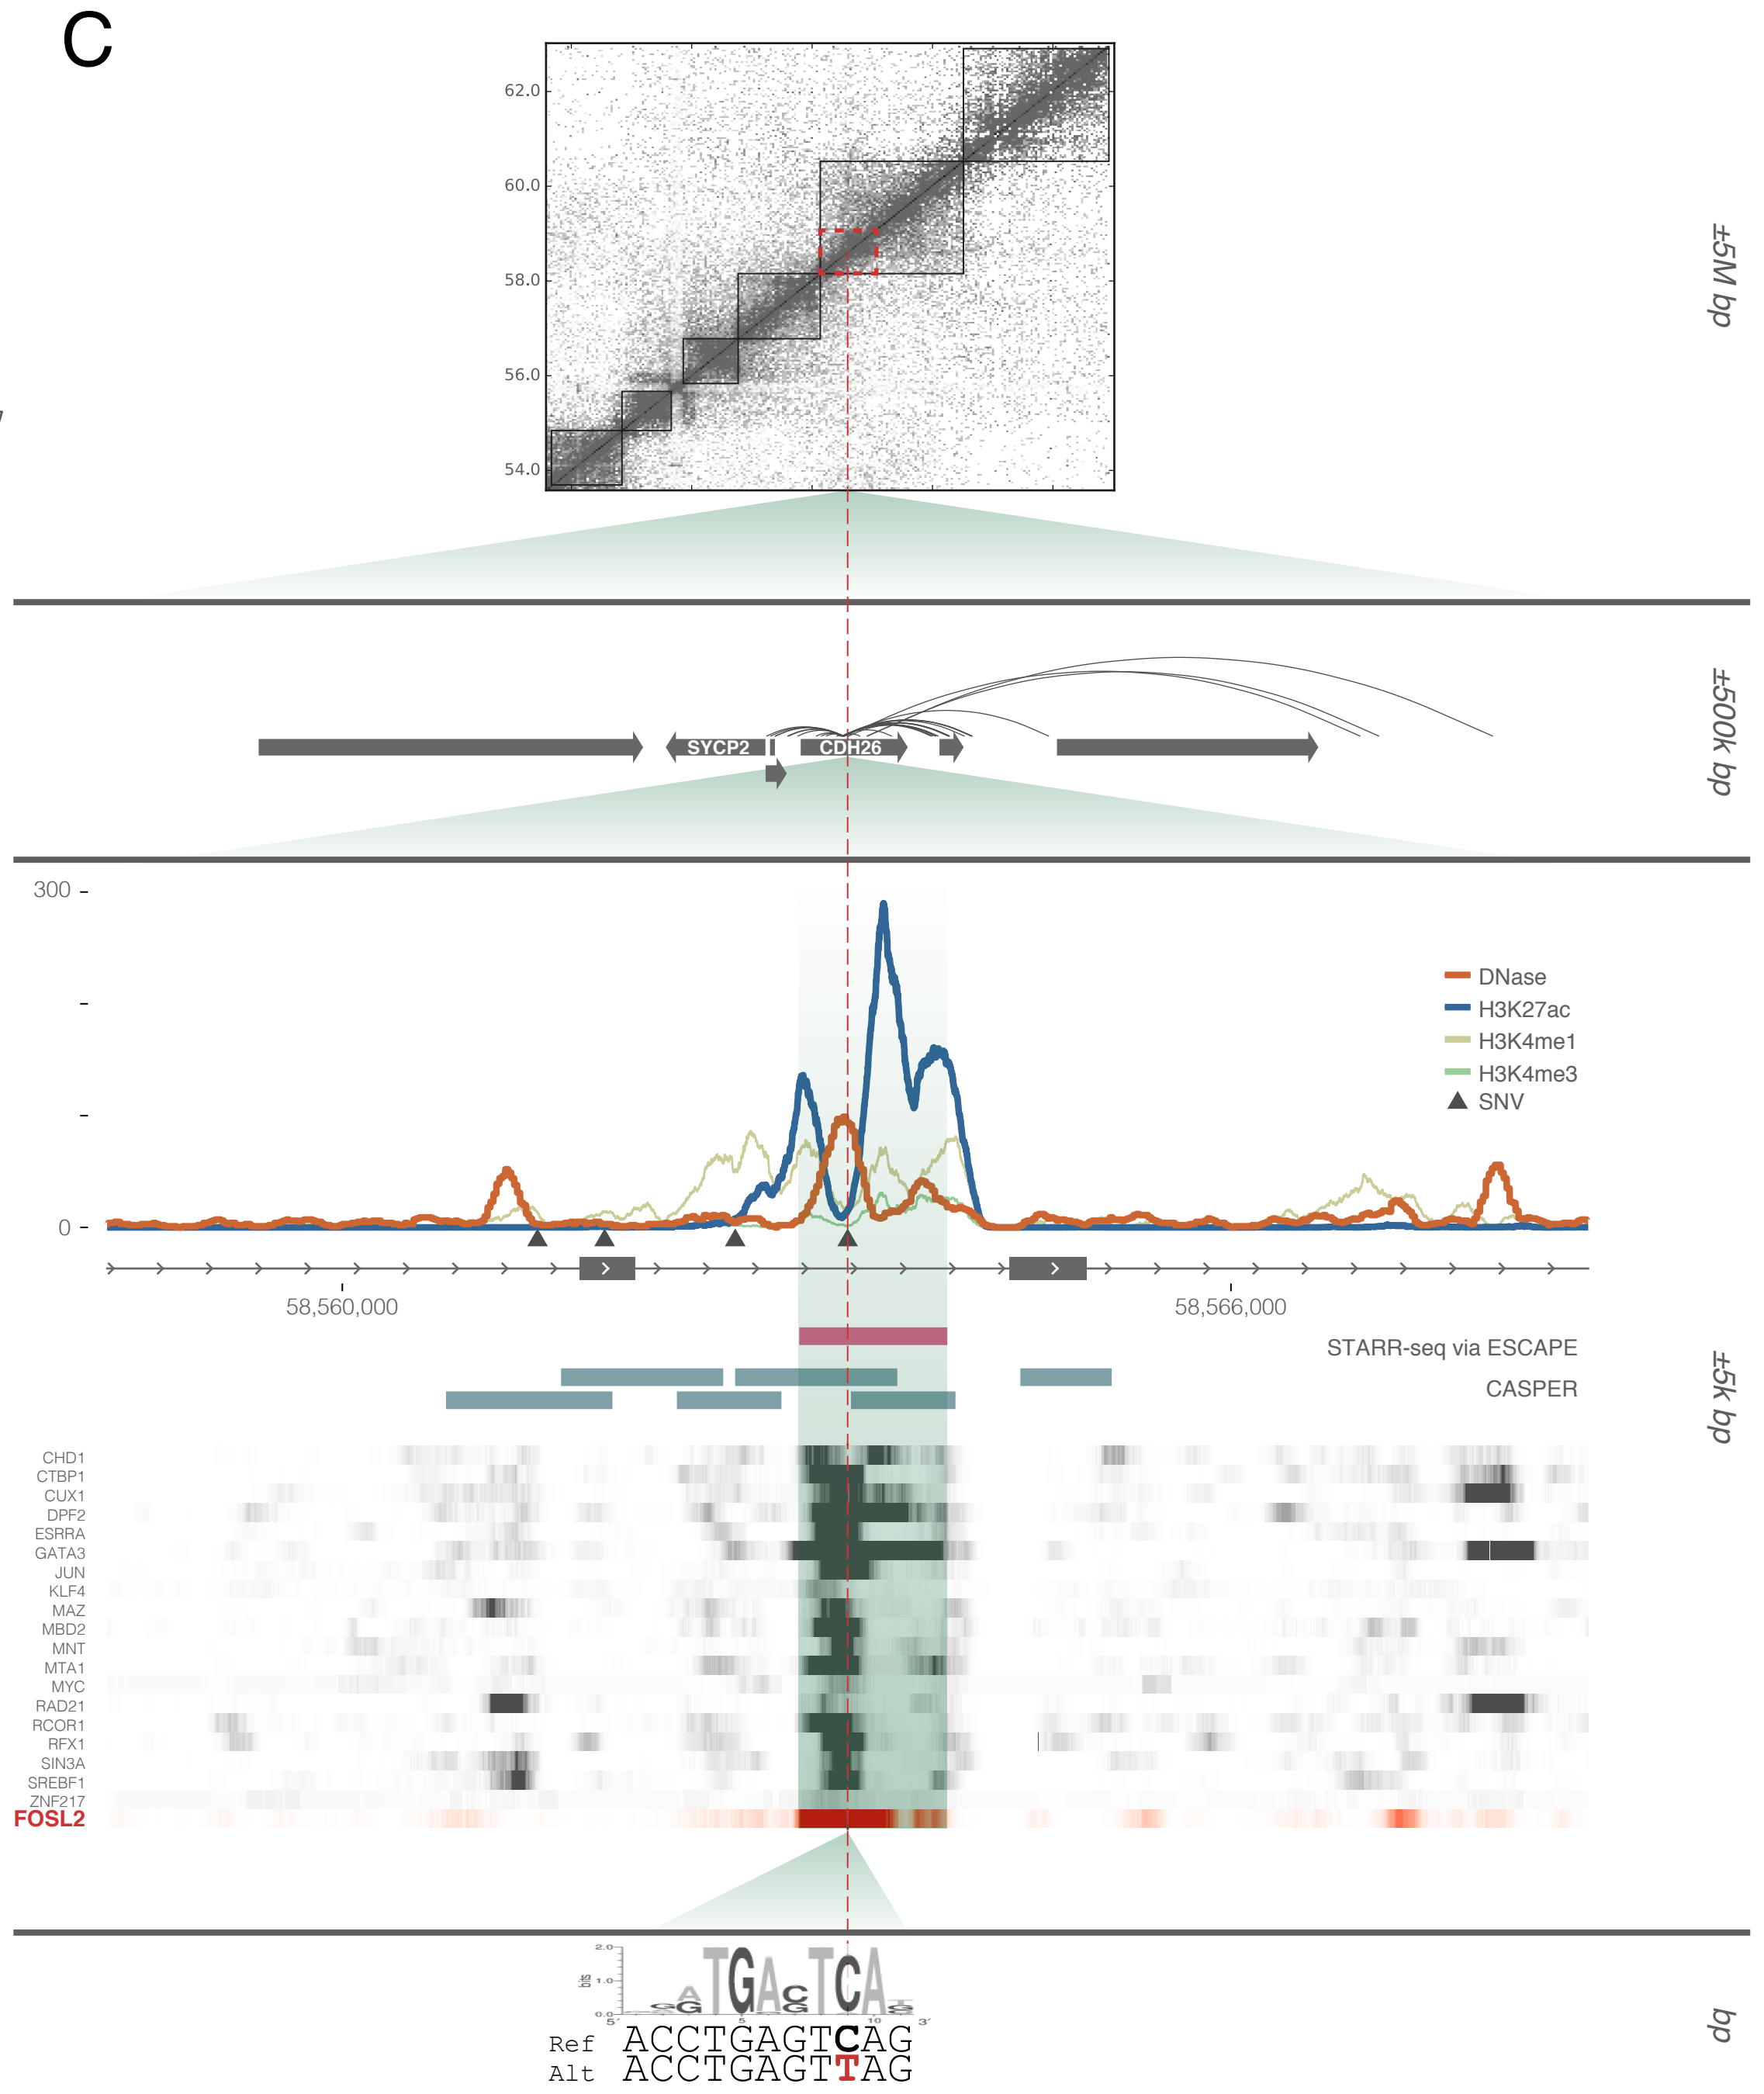 C
62.0
60.0
58.0
56.0
54.0
±5M bp
SYCP2
CDH26
±500k bp
300
0
DNase
H3K27ac
H3K4me1
H3K4me3
SNV
58,560,000
58,566,000
STARR-seq via ESCAPE
CASPER
±5k bp
CHD1
CTBP1
CUX1
DPF2
ESRRA
GATA3
JUN
KLF4
MAZ
MBD2
MNT
MTA1
MYC
RAD21
RCOR1
RFX1
SIN3A
SREBF1
ZNF217
FOSL2
2.0
bits
1.0
0.0
5′ 5 10 3′
Ref ACCTGAGTCAG
Alt ACCTGAGTTAG
bp